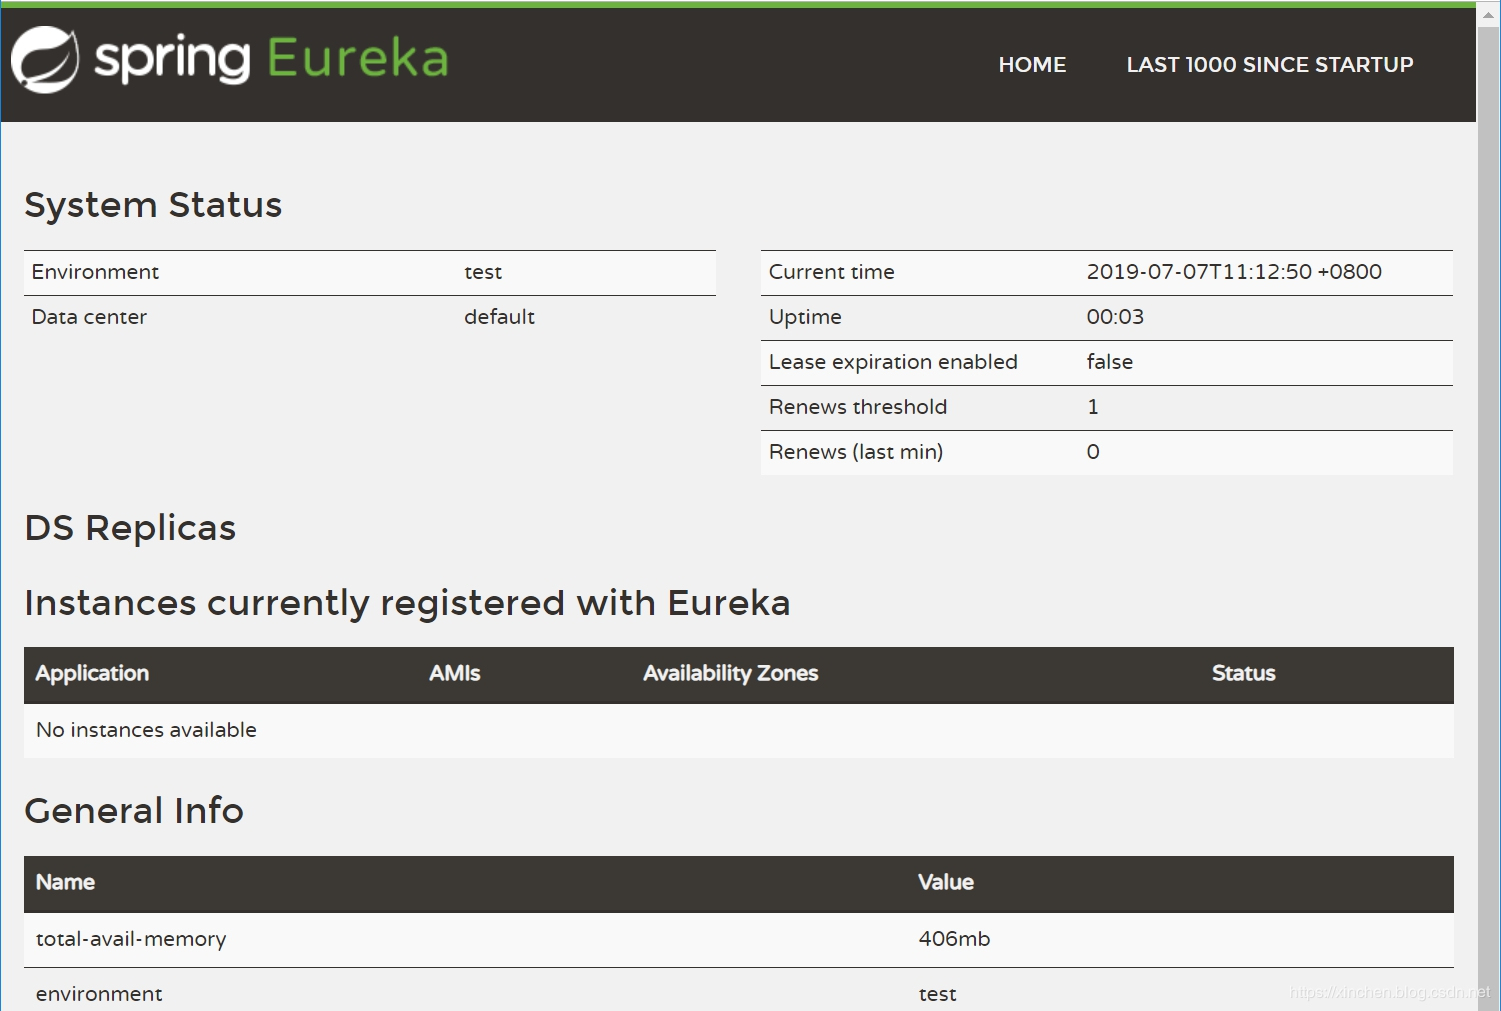 spring Eureka
HOME LAST 1000 SINCE STARTUP
System Status
Environment test
Data center default
Current time 2019-07-07T11:12:50 +0800
Uptime 00:03
Lease expiration enabled false
Renews threshold 1
Renews (last min) 0
DS Replicas
Instances currently registered with Eureka
Application AMIs Availability Zones Status
No instances available
General Info
Name Value
total-avail-memory 406mb
environment test
https://xinchen.blog.csdn.net